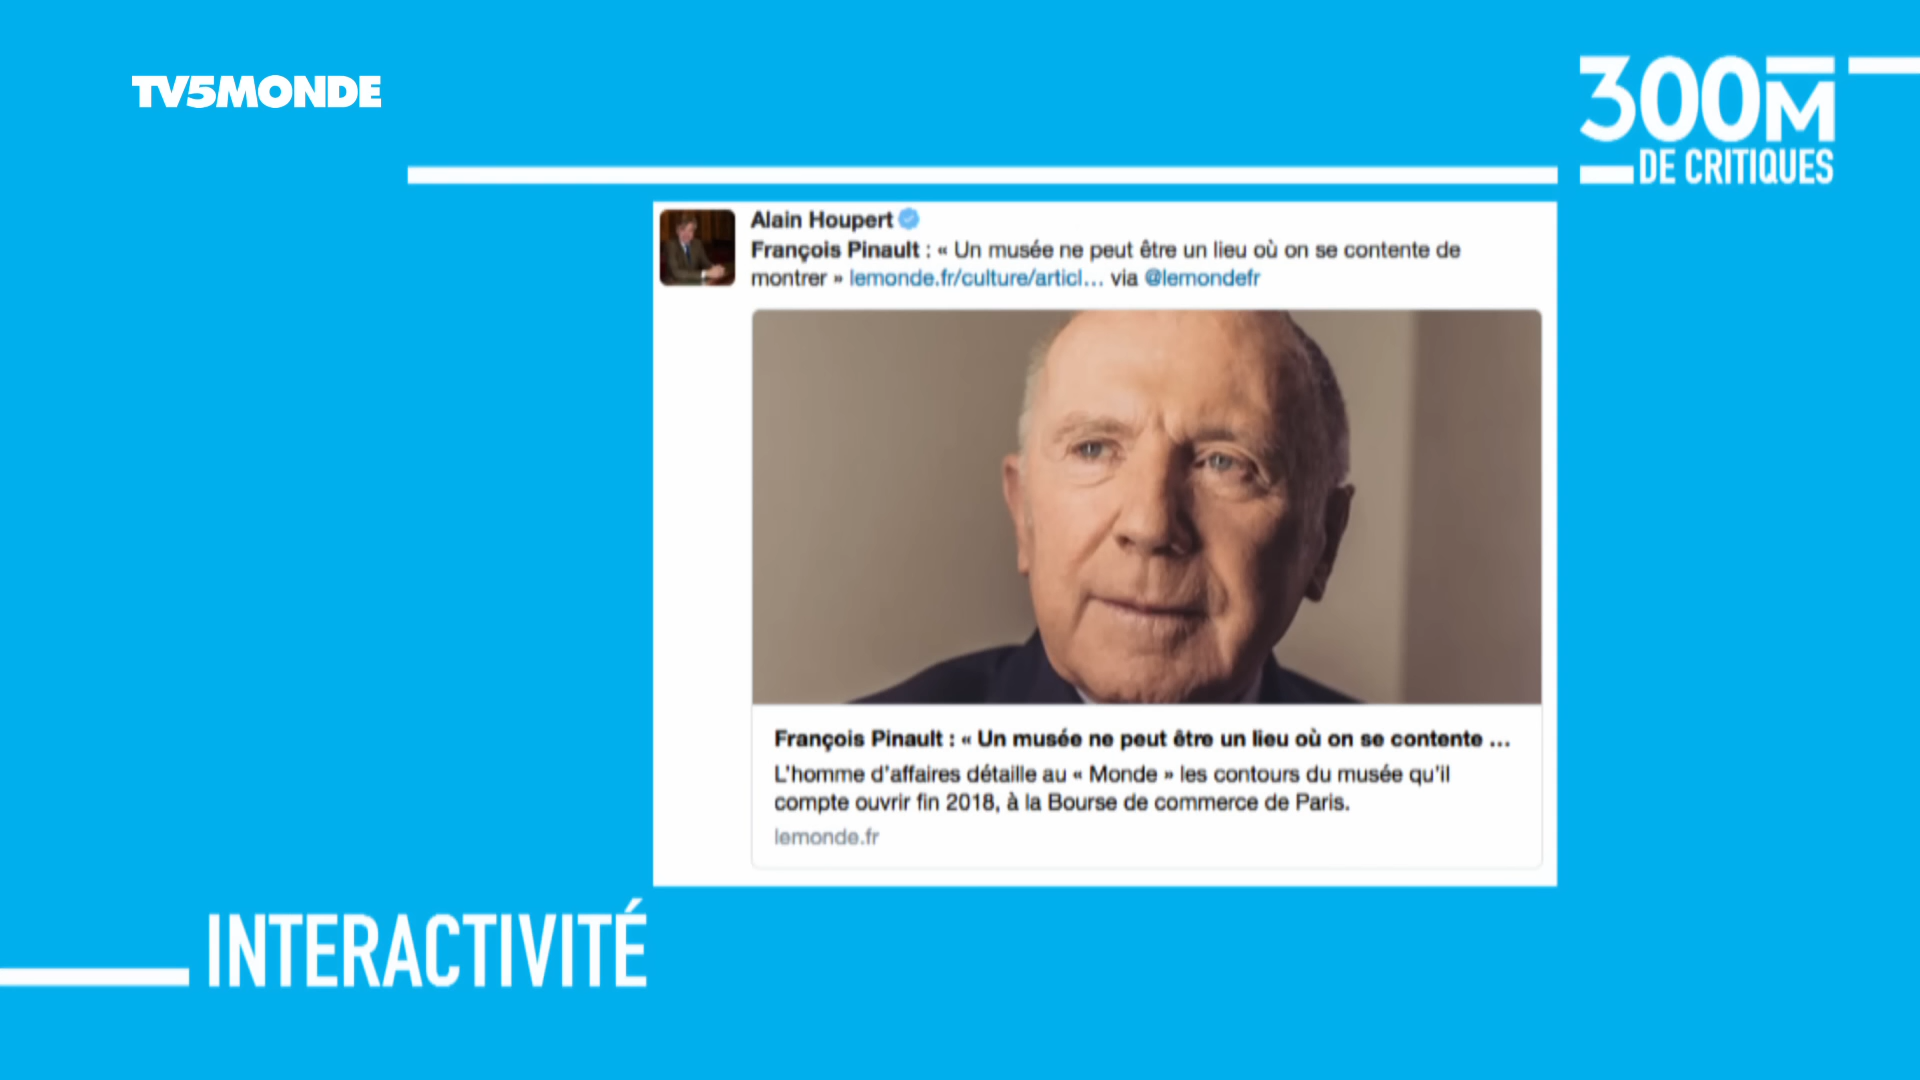 TV5MONDE
300M
DE CRITIQUES
Alain Houpert
François Pinault : « Un musée ne peut être un lieu où on se contente de
montrer » lemonde.fr/culture/articl... via @lemondefr
François Pinault : « Un musée ne peut être un lieu où on se contente ...
L'homme d'affaires détaille au « Monde » les contours du musée qu'il
compte ouvrir fin 2018, à la Bourse de commerce de Paris.
lemonde.fr
INTERACTIVITÉ